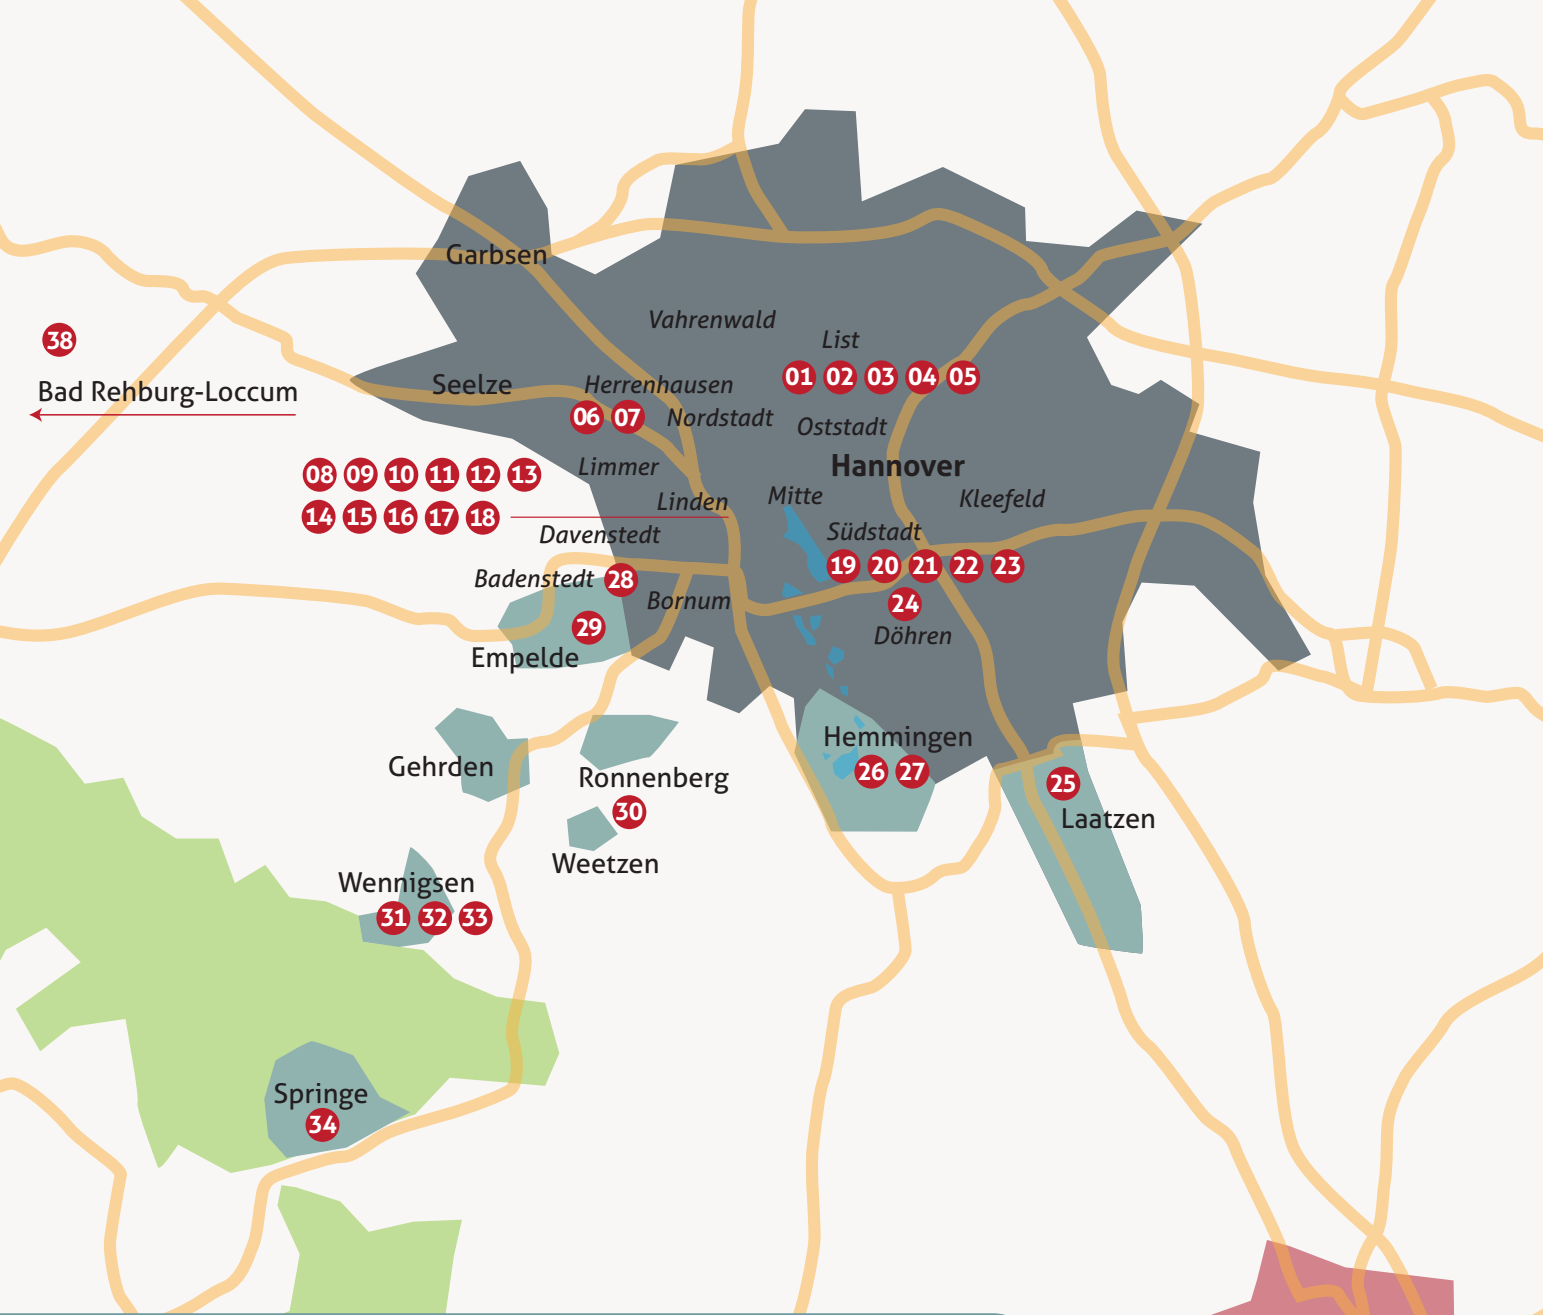 Garbsen
Vahrenwald
List
38
01 02 03 04 05
Bad Rehburg-Loccum
Seelze
Herrenhausen
06 07
Nordstadt
Oststadt
Hannover
Limmer
08 09 10 11 12 13
Linden
Mitte
Kleefeld
14 15 16 17 18
Davenstedt
Südstadt
19 20 21 22 23
Badenstedt 28
Bornum
24
29
Döhren
Empelde
Hemmingen
26 27
Gehrden
Ronnenberg
25
30
Laatzen
Weetzen
Wennigsen
31 32 33
Springe
34